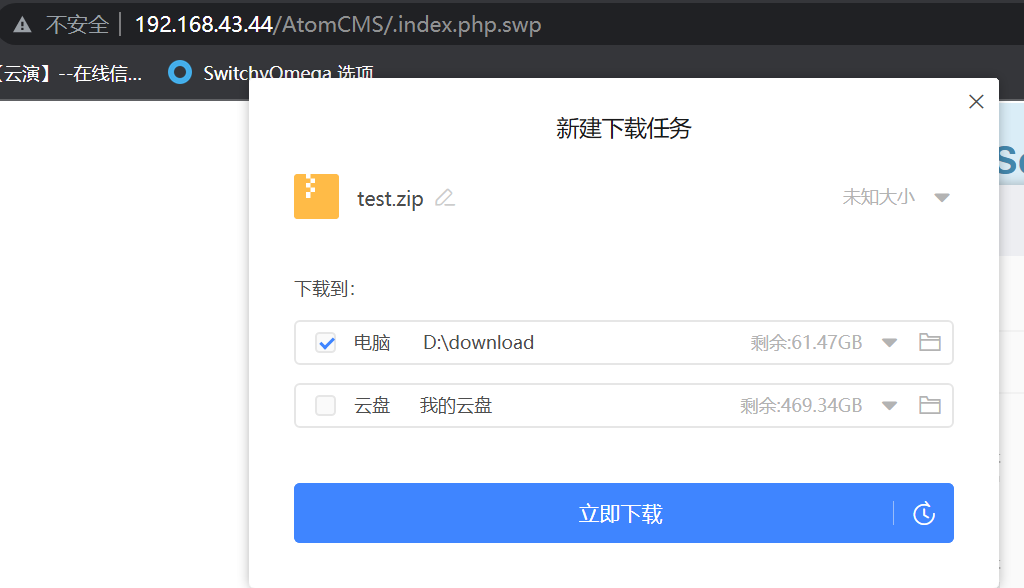 不安全 192.168.43.44/AtomCMS/.index.php.swp
【云演】--在线信... SwitchyOmega 选项
新建下载任务
test.zip 未知大小
下载到：
电脑 D:\download 剩余:61.47GB
云盘 我的云盘 剩余:469.34GB
立即下载